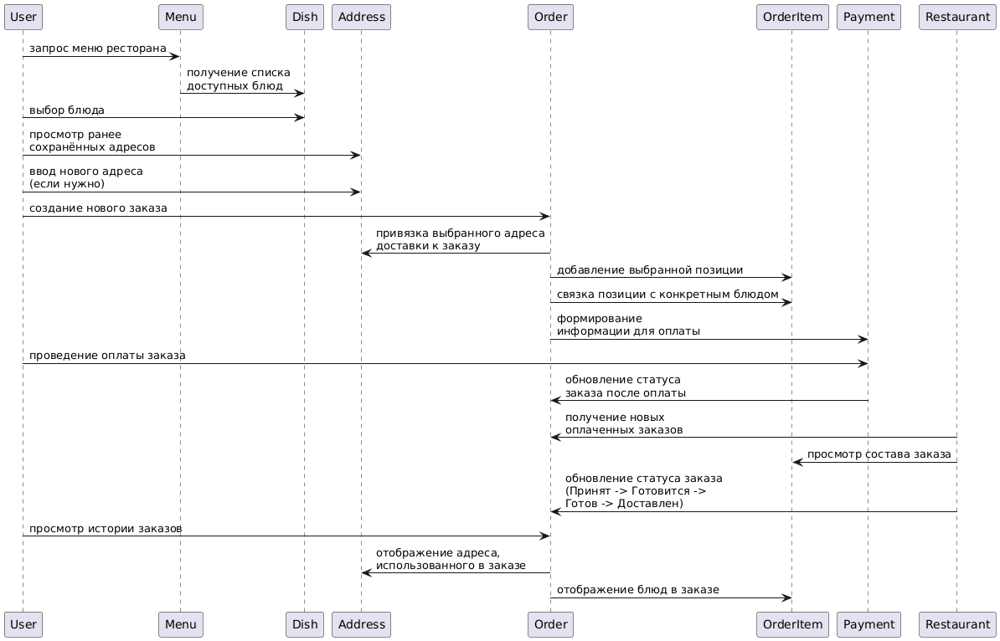 User Menu Dish Address Order OrderItem Payment Restaurant
запрос меню ресторана
получение списка
доступных блюд
выбор блюда
просмотр ранее
сохранённых адресов
ввод нового адреса
(если нужно)
создание нового заказа
привязка выбранного адреса
доставки к заказу
добавление выбранной позиции
связка позиции с конкретным блюдом
формирование
информации для оплаты
проведение оплаты заказа
обновление статуса
заказа после оплаты
получение новых
оплаченных заказов
просмотр состава заказа
обновление статуса заказа
(Принят -> Готовится ->
Готов -> Доставлен)
просмотр истории заказов
отображение адреса,
использованного в заказе
отображение блюд в заказе
User Menu Dish Address Order OrderItem Payment Restaurant